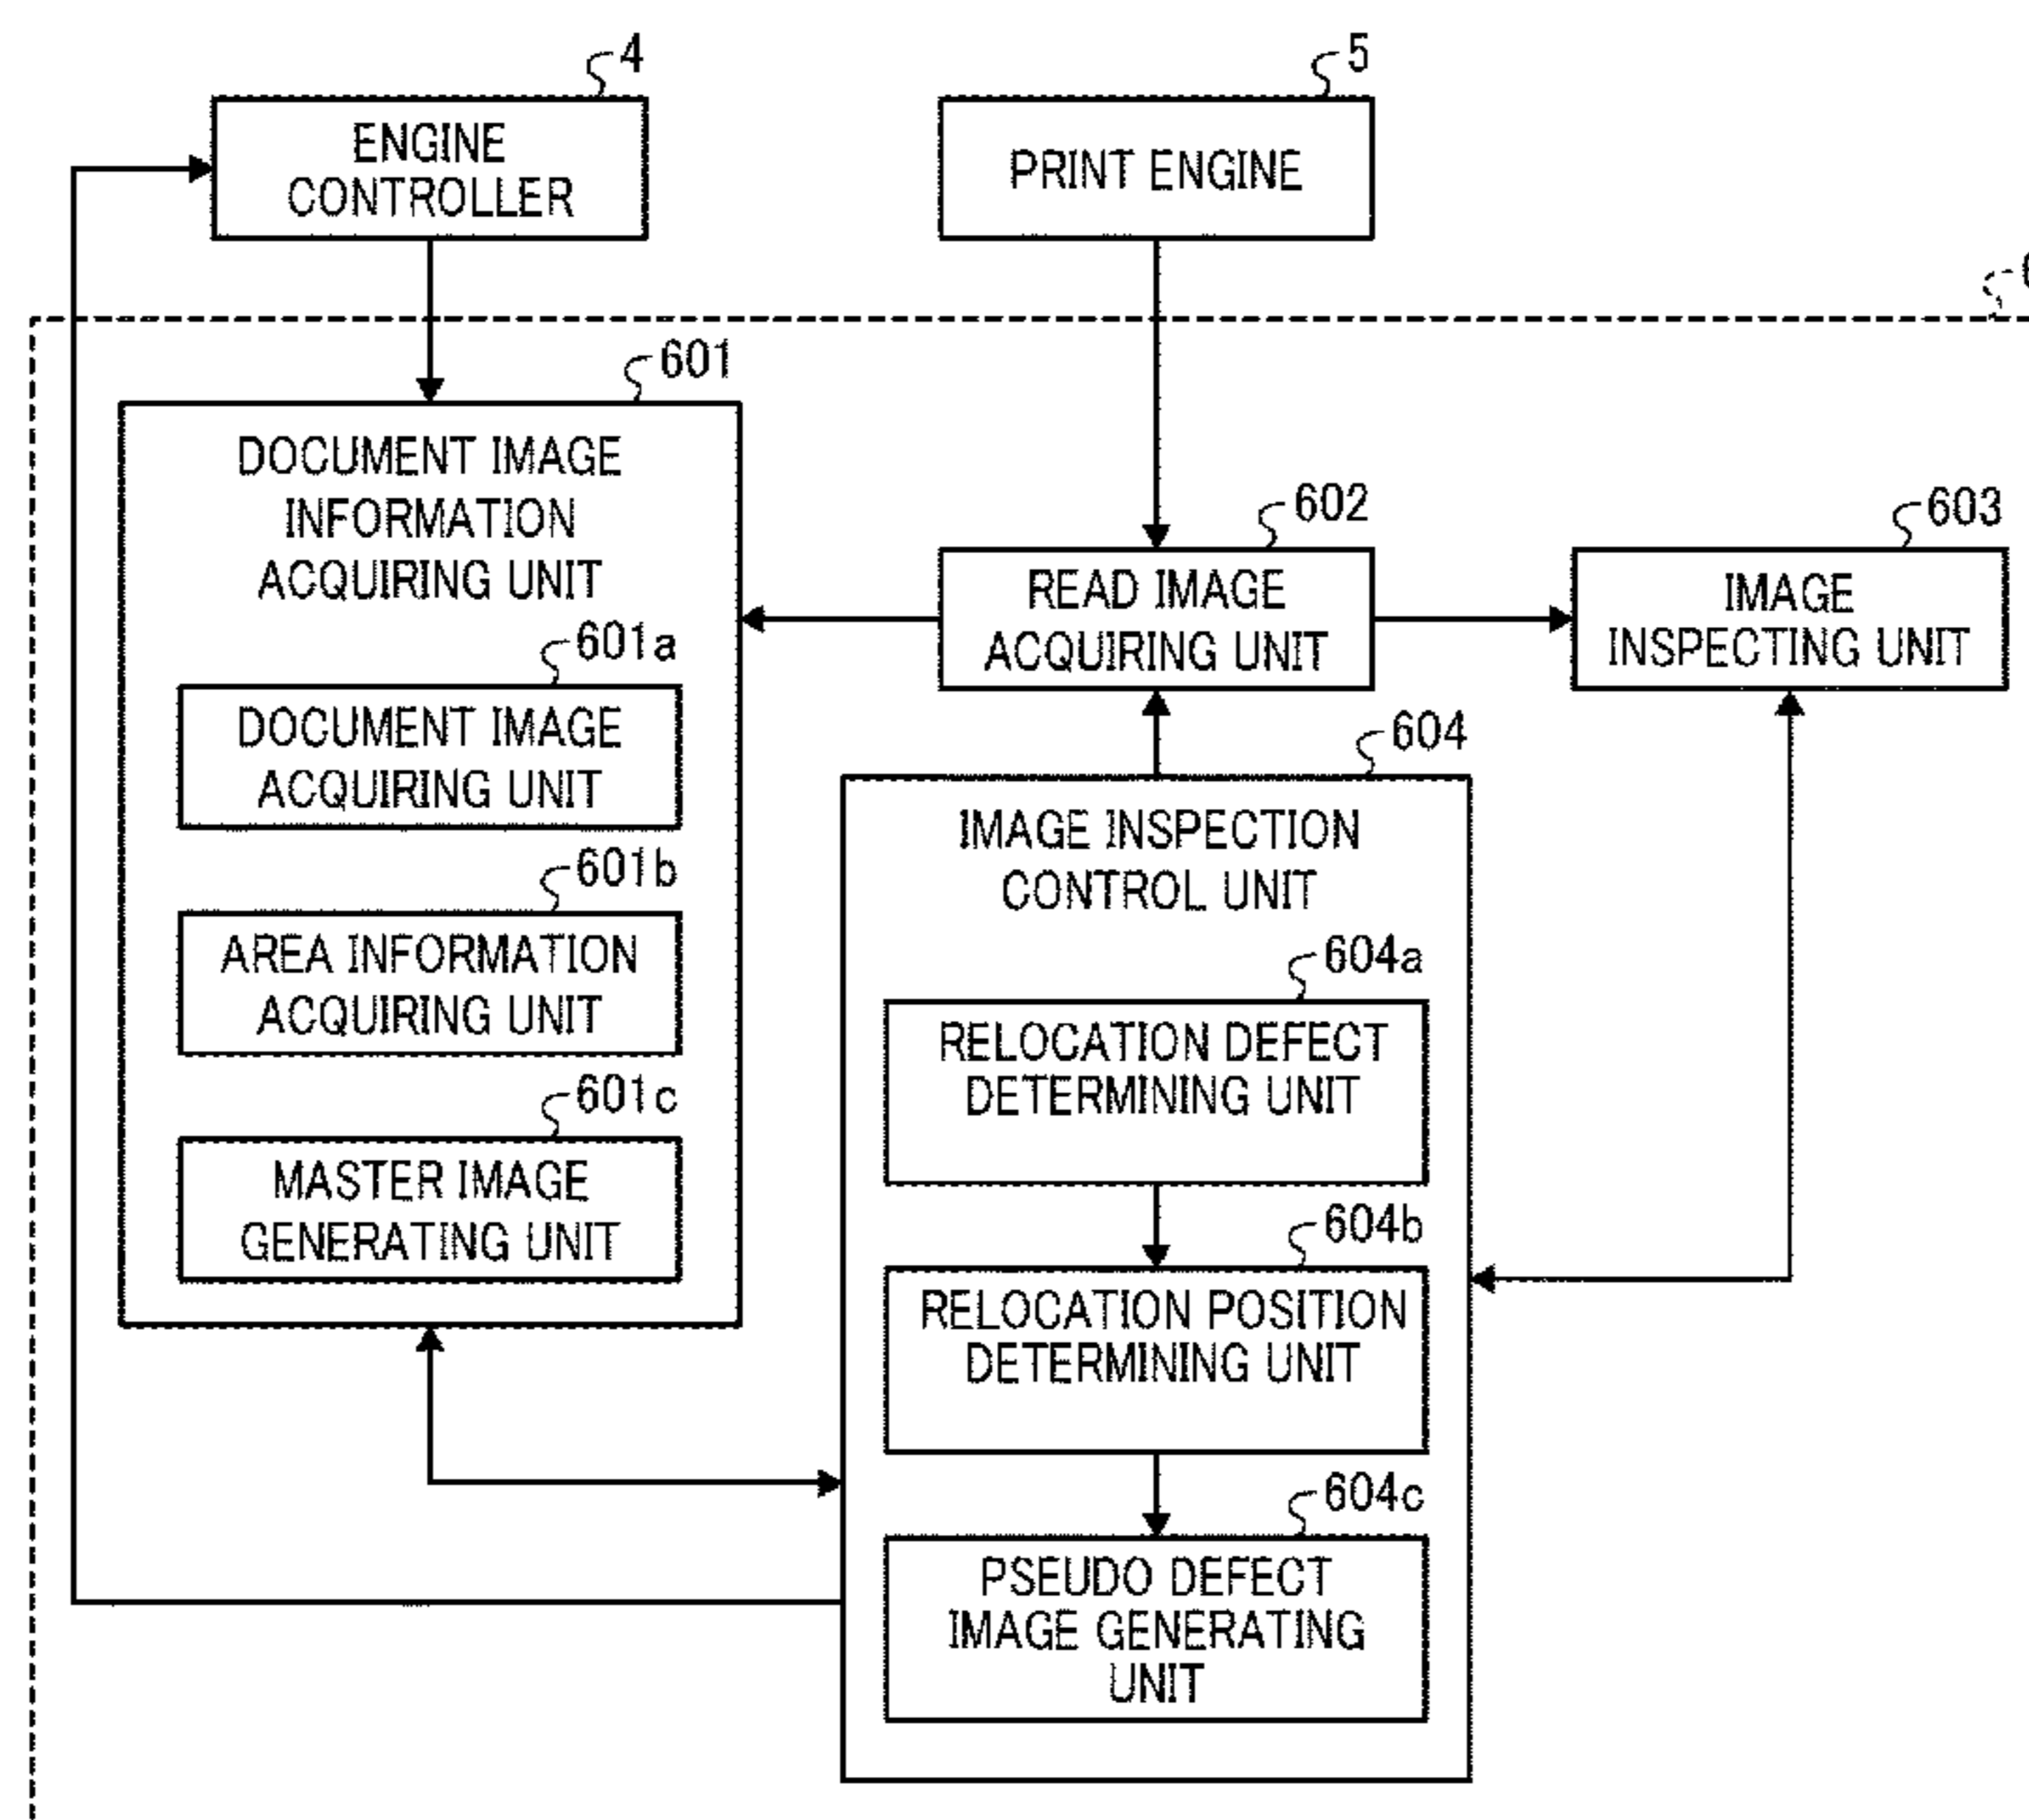 4
ENGINE
CONTROLLER
5
PRINT ENGINE
601
DOCUMENT IMAGE
INFORMATION
ACQUIRING UNIT
601a
DOCUMENT IMAGE
ACQUIRING UNIT
601b
AREA INFORMATION
ACQUIRING UNIT
601c
MASTER IMAGE
GENERATING UNIT
602
READ IMAGE
ACQUIRING UNIT
603
IMAGE
INSPECTING UNIT
604
IMAGE INSPECTION
CONTROL UNIT
604a
RELOCATION DEFECT
DETERMINING UNIT
604b
RELOCATION POSITION
DETERMINING UNIT
604c
PSEUDO DEFECT
IMAGE GENERATING
UNIT